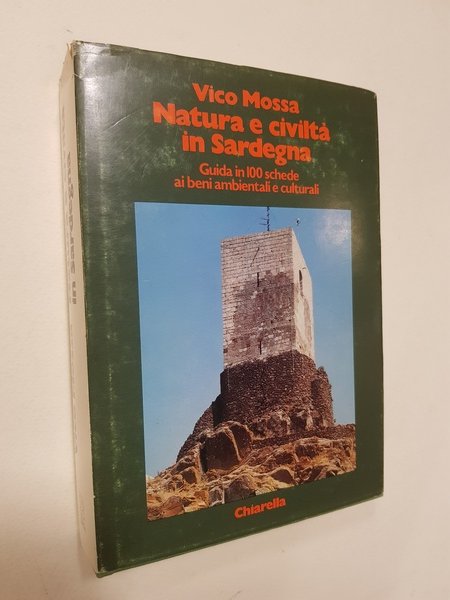 Vico Mossa
Natura e civiltà
in Sardegna
Guida in 100 schede
ai beni ambientali e culturali
Chiarella